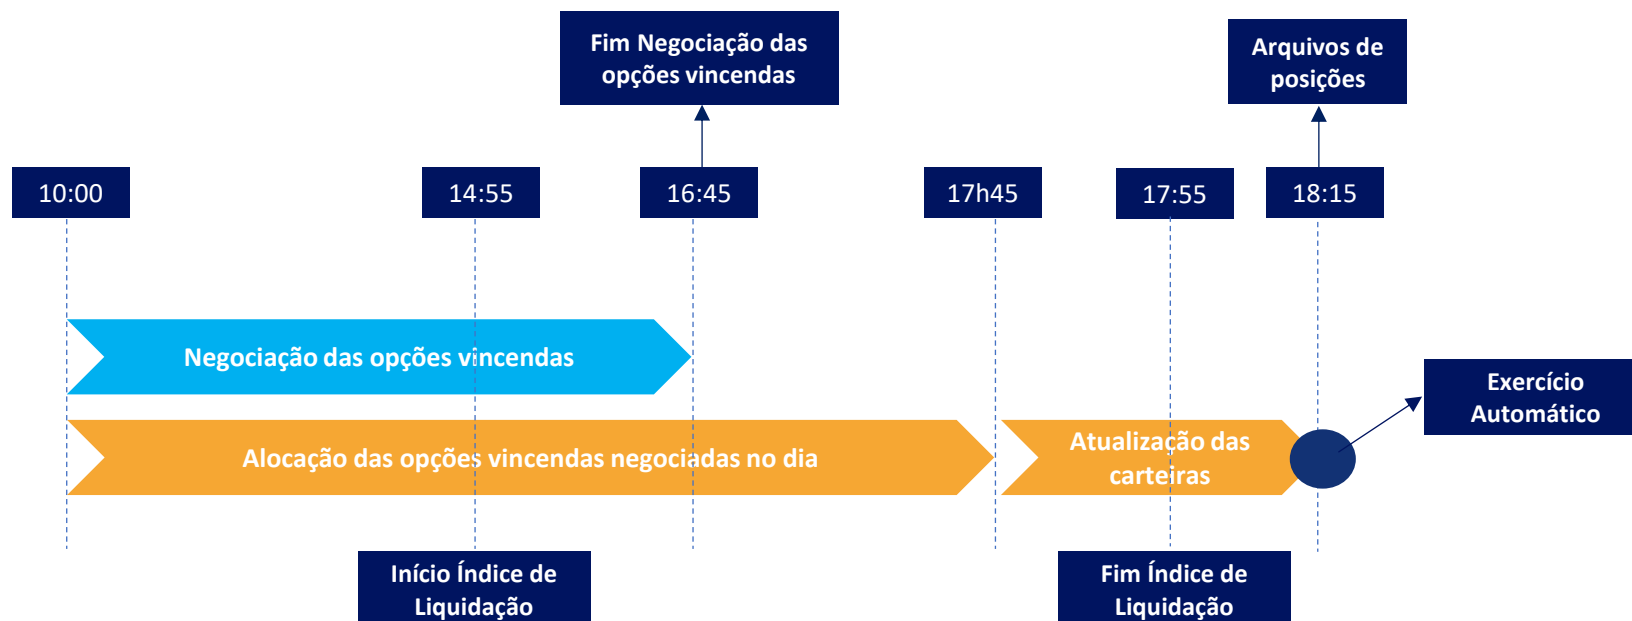 Fim Negociação das
opções vincendas
Arquivos de
posições
10:00
14:55
16:45
17h45
17:55
18:15
Negociação das opções vincendas
Alocação das opções vincendas negociadas no dia
Atualização das
carteiras
Exercício
Automático
Início Índice de
Liquidação
Fim Índice de
Liquidação